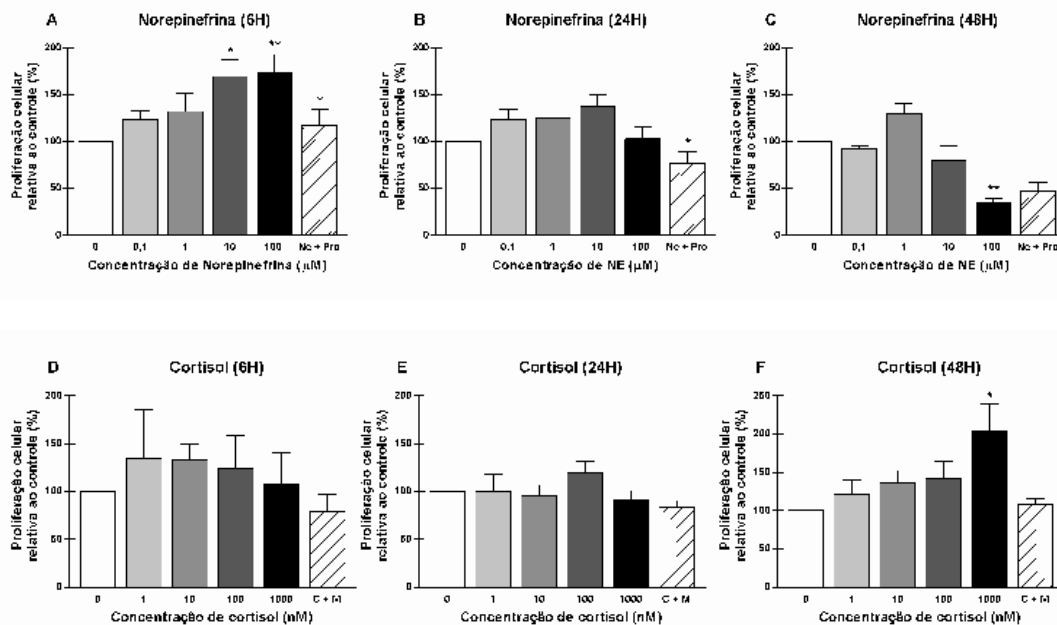 A Norepinefrina (6H)
Proliferação celular
relativa ao controle (%)
200
150
100
50
0
0 0,1 1 10 100 Ne + Pro
Concentração de Norepinefrina (µM)
* **
B Norepinefrina (24H)
Proliferação celular
relativa ao controle (%)
200
150
100
50
0
0 0,1 1 10 100 Ne + Pro
Concentração de NE (µM)
*
C Norepinefrina (48H)
Proliferação celular
relativa ao controle (%)
200
150
100
50
0
0 0,1 1 10 100 Ne + Pro
Concentração de NE (µM)
**
D Cortisol (6H)
Proliferação celular
relativa ao controle (%)
200
150
100
50
0
0 1 10 100 1000 C + M
Concentração de cortisol (nM)
E Cortisol (24H)
Proliferação celular
relativa ao controle (%)
200
150
100
50
0
0 1 10 100 1000 C + M
Concentração de cortisol (nM)
F Cortisol (48H)
Proliferação celular
relativa ao controle (%)
250
200
150
100
50
0
0 1 10 100 1000 C + M
Concentração de cortisol (nM)
*